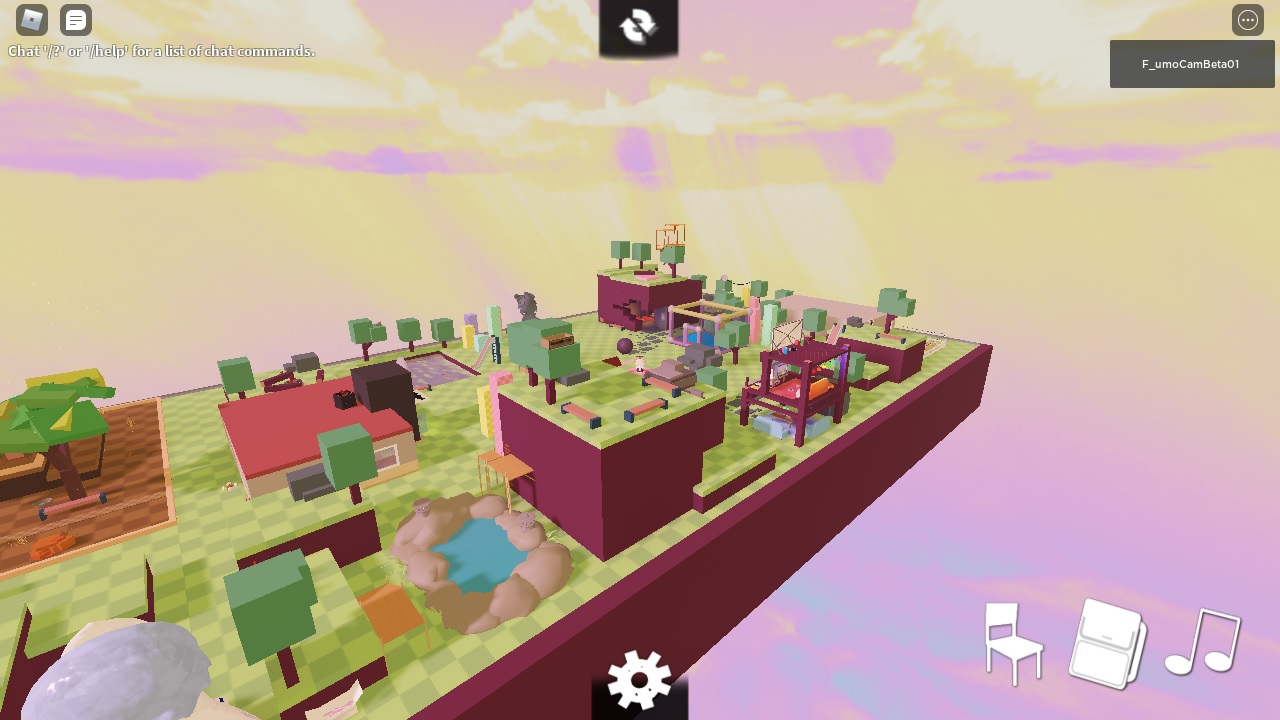 Chat '/?' or '/help' for a list of chat commands.
F_umoCamBeta01